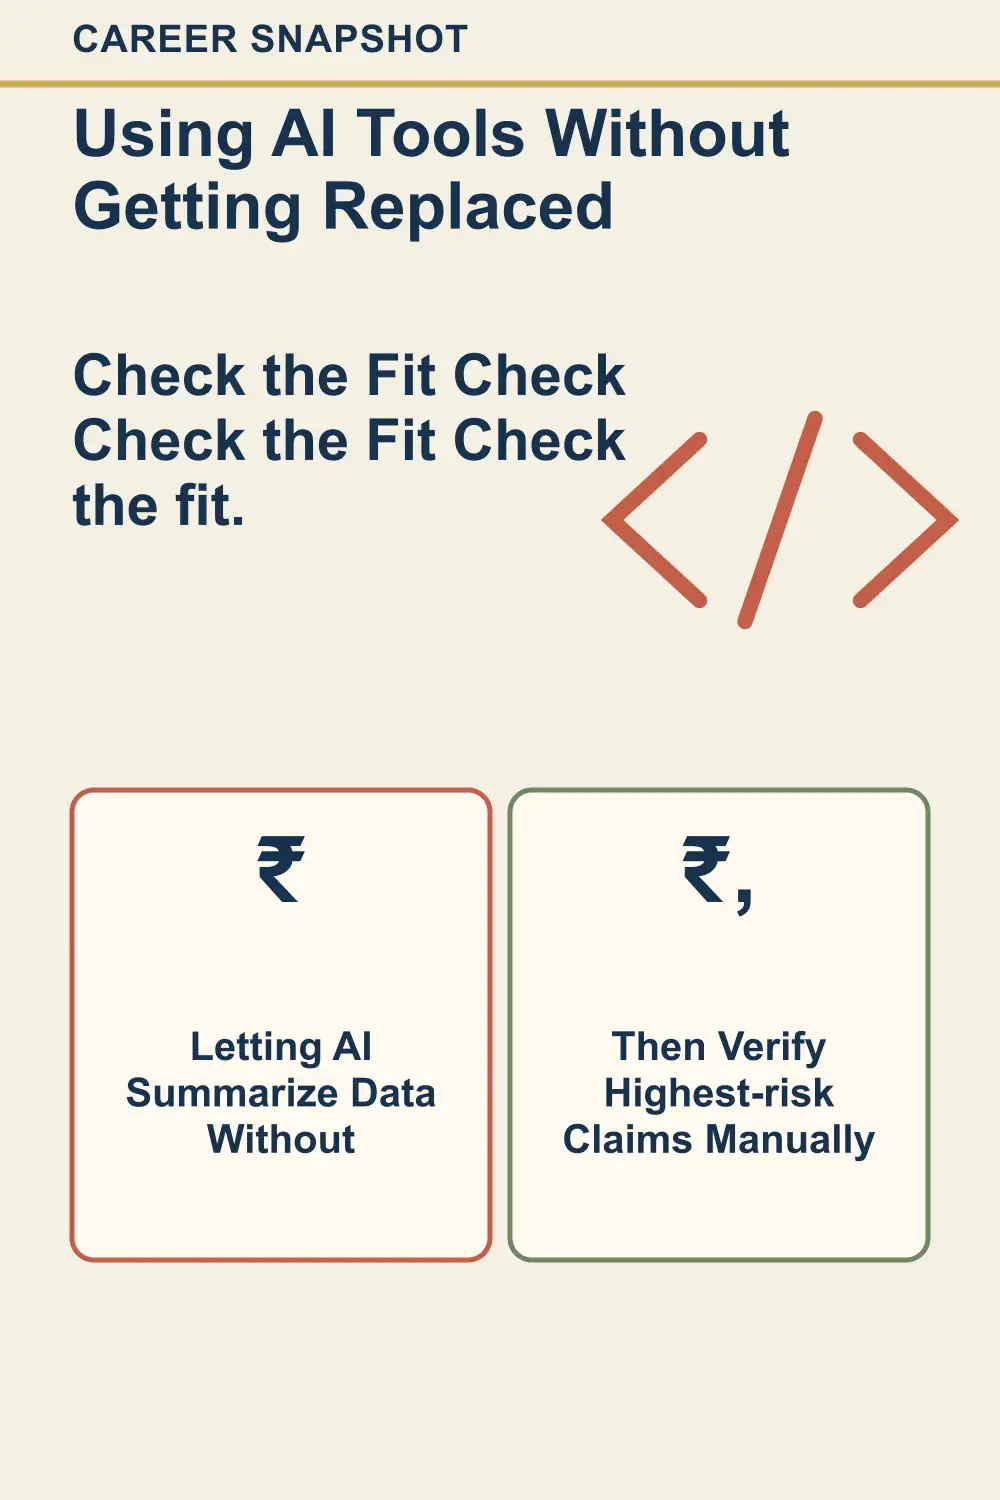 CAREER SNAPSHOT
Using AI Tools Without
Getting Replaced
Check the Fit Check
Check the Fit Check
the fit.
</>
₹
Letting AI
Summarize Data
Without
₹,
Then Verify
Highest-risk
Claims Manually